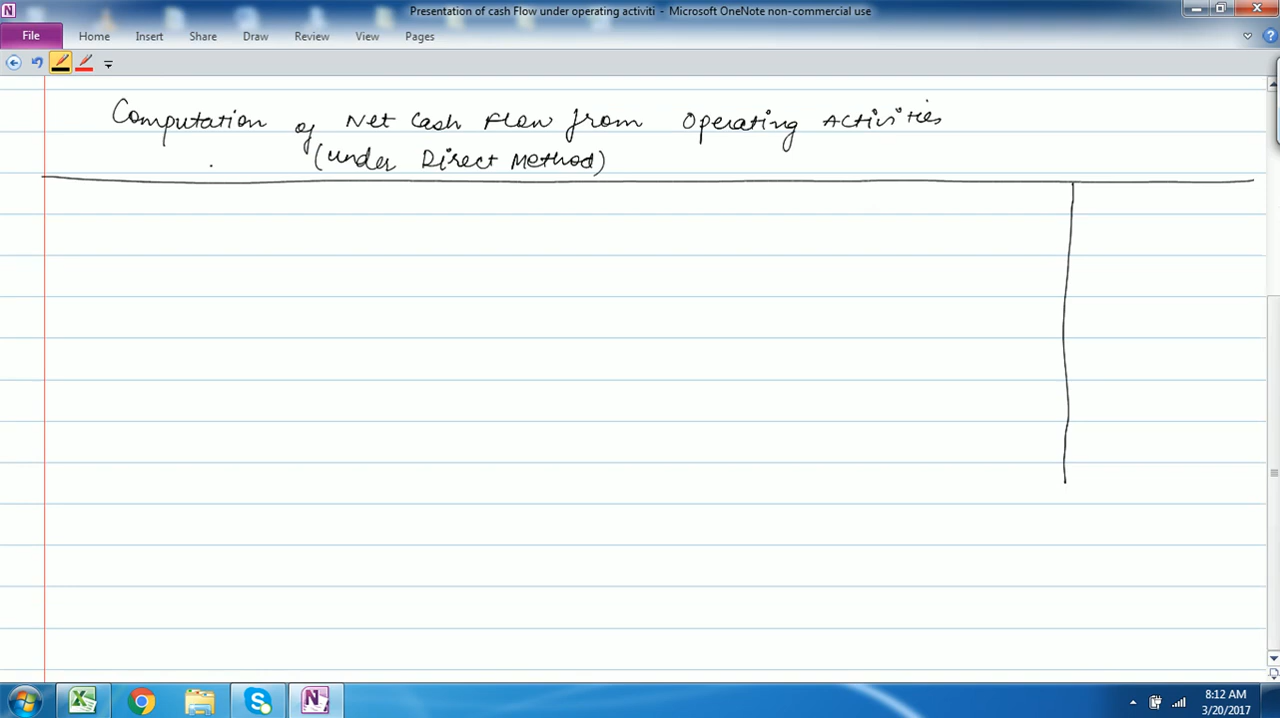 Presentation of cash Flow under operating activiti - Microsoft OneNote non-commercial use
File Home Insert Share Draw Review View Pages
Computation of Net Cash Flow from Operating Activities
(under Direct Method)
8:12 AM
3/20/2017